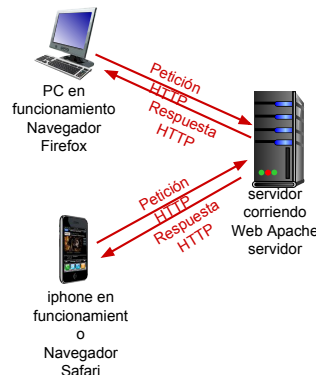 PC en
funcionamiento
Navegador
Firefox
Petición
HTTP
Respuesta
HTTP
servidor
corriendo
Web Apache
servidor
Petición
HTTP
Respuesta
HTTP
iphone en
funcionamient
o
Navegador
Safari